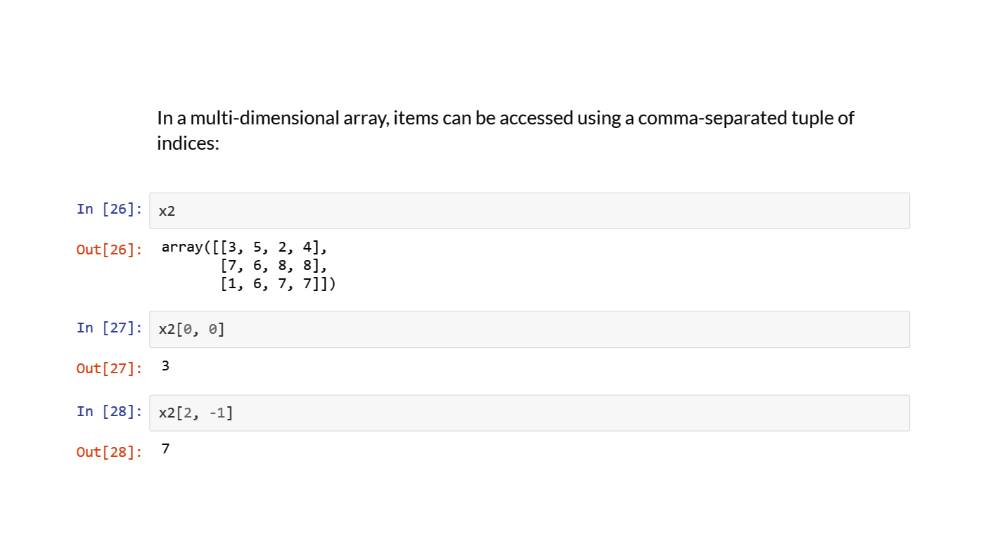 In a multi-dimensional array, items can be accessed using a comma-separated tuple of
indices:
In [26]: x2
Out[26]: array([[3, 5, 2, 4],
[7, 6, 8, 8],
[1, 6, 7, 7]])
In [27]: x2[0, 0]
Out[27]: 3
In [28]: x2[2, -1]
Out[28]: 7